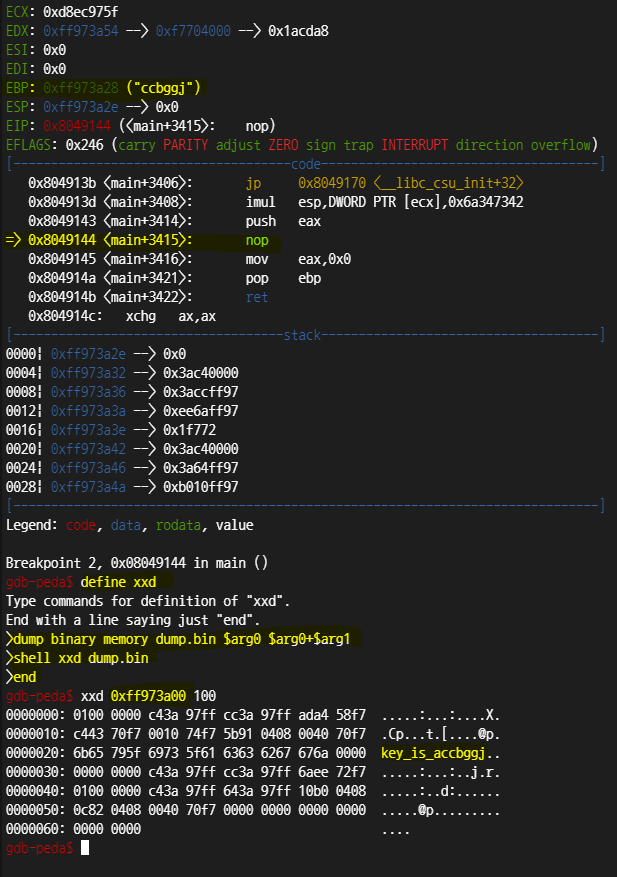 ECX: 0xd8ec975f
EDX: 0xff973a54 --> 0xf7704000 --> 0x1acda8
ESI: 0x0
EDI: 0x0
EBP: 0xff973a28 ("ccbggj")
ESP: 0xff973a2e --> 0x0
EIP: 0x8049144 (<main+3415>:    nop)
EFLAGS: 0x246 (carry PARITY adjust ZERO sign trap INTERRUPT direction overflow)
[-------------------------------------code-------------------------------------]
   0x804913b <main+3406>:       jp     0x8049170 <__libc_csu_init+32>
   0x804913d <main+3408>:       imul   esp,DWORD PTR [ecx],0x6a347342
   0x8049143 <main+3414>:       push   eax
=> 0x8049144 <main+3415>:       nop
   0x8049145 <main+3416>:       mov    eax,0x0
   0x804914a <main+3421>:       pop    ebp
   0x804914b <main+3422>:       ret
   0x804914c:   xchg   ax,ax
[------------------------------------stack-------------------------------------]
0000| 0xff973a2e --> 0x0
0004| 0xff973a32 --> 0x3ac40000
0008| 0xff973a36 --> 0x3accff97
0012| 0xff973a3a --> 0xee6aff97
0016| 0xff973a3e --> 0x1f772
0020| 0xff973a42 --> 0x3ac40000
0024| 0xff973a46 --> 0x3a64ff97
0028| 0xff973a4a --> 0xb010ff97
[------------------------------------------------------------------------------]
Legend: code, data, rodata, value
Breakpoint 2, 0x08049144 in main ()
gdb-peda$ define xxd
Type commands for definition of "xxd".
End with a line saying just "end".
>dump binary memory dump.bin $arg0 $arg0+$arg1
>shell xxd dump.bin
>end
gdb-peda$ xxd 0xff973a00 100
0000000: 0100 0000 c43a 97ff cc3a 97ff ada4 58f7  .....:...:....X.
0000010: c443 70f7 0010 74f7 5b91 0408 0040 70f7  .Cp...t.[....@p.
0000020: 6b65 795f 6973 5f61 6363 6267 676a 0000  key_is_accbggj..
0000030: 0000 0000 c43a 97ff cc3a 97ff 6aee 72f7  .....:...:..j.r.
0000040: 0100 0000 c43a 97ff 643a 97ff 10b0 0408  .....:..d:......
0000050: 0c82 0408 0040 70f7 0000 0000 0000 0000  .....@p.........
0000060: 0000 0000                                ....
gdb-peda$